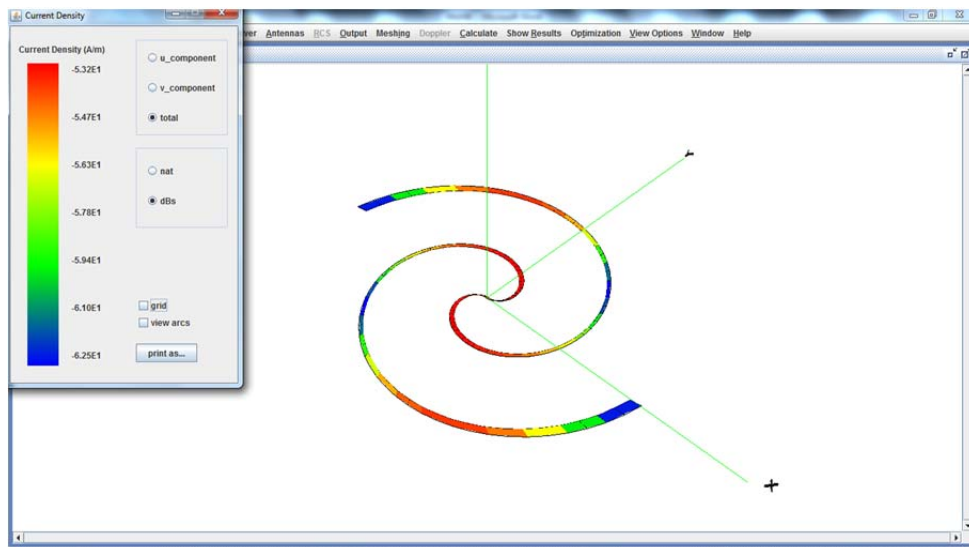 Current Density
Antennas RCS Output Meshing Doppler Calculate Show Results Optimization View Options Window Help
Current Density (A/m)
-5.32E1
-5.47E1
-5.63E1
-5.78E1
-5.94E1
-6.10E1
-6.25E1
u_component
v_component
total
nat
dBs
grid
view arcs
print as...